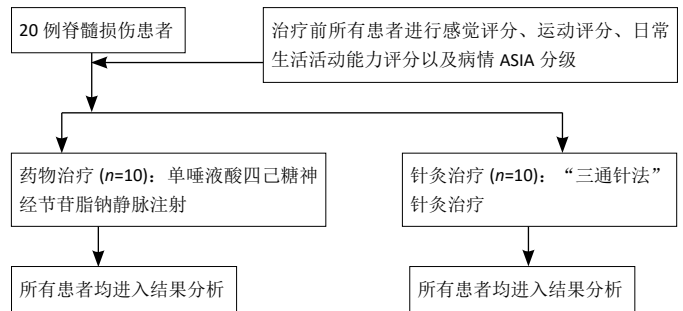 20 例脊髓损伤患者
治疗前所有患者进行感觉评分、运动评分、日常
生活活动能力评分以及病情 ASIA 分级
药物治疗 (n=10)：单唾液酸四己糖神
经节苷脂钠静脉注射
针灸治疗 (n=10)：“三通针法”
针灸治疗
所有患者均进入结果分析
所有患者均进入结果分析